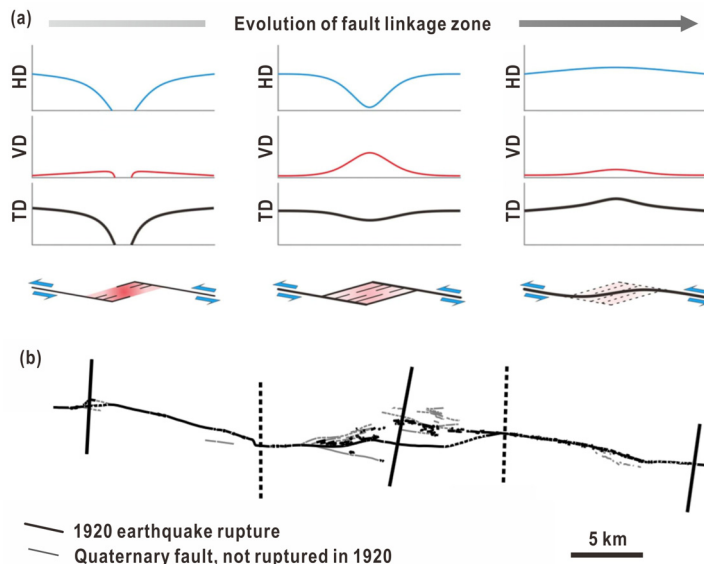 (a)
Evolution of fault linkage zone
HD
HD
HD
VD
VD
VD
TD
TD
TD
(b)
1920 earthquake rupture
Quaternary fault, not ruptured in 1920
5 km